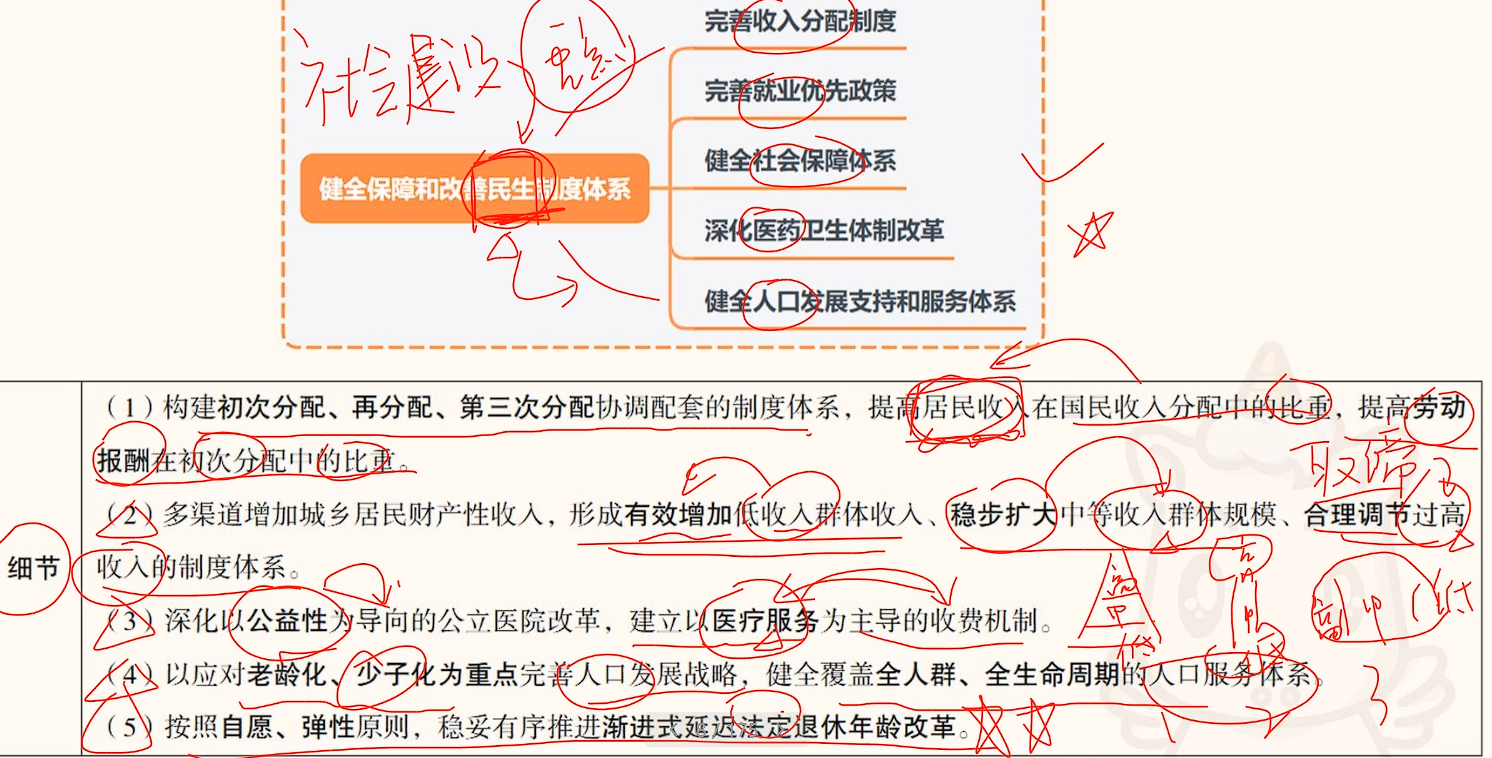 完善收入分配制度
社会建设
完善就业优先政策
健全社会保障体系
健全保障和改善民生制度体系
深化医药卫生体制改革
健全人口发展支持和服务体系
细节
(1)构建初次分配、再分配、第三次分配协调配套的制度体系，提高居民收入在国民收入分配中的比重，提高劳动
报酬在初次分配中的比重。
取缔
(2)多渠道增加城乡居民财产性收入，形成有效增加低收入群体收入、稳步扩大中等收入群体规模、合理调节过高
收入的制度体系。
高 中 低
高 中 低
高 中 低
(3)深化以公益性为导向的公立医院改革，建立以医疗服务为主导的收费机制。
(4)以应对老龄化、少子化为重点完善人口发展战略，健全覆盖全人群、全生命周期的人口服务体系。
(5)按照自愿、弹性原则，稳妥有序推进渐进式延迟法定退休年龄改革。